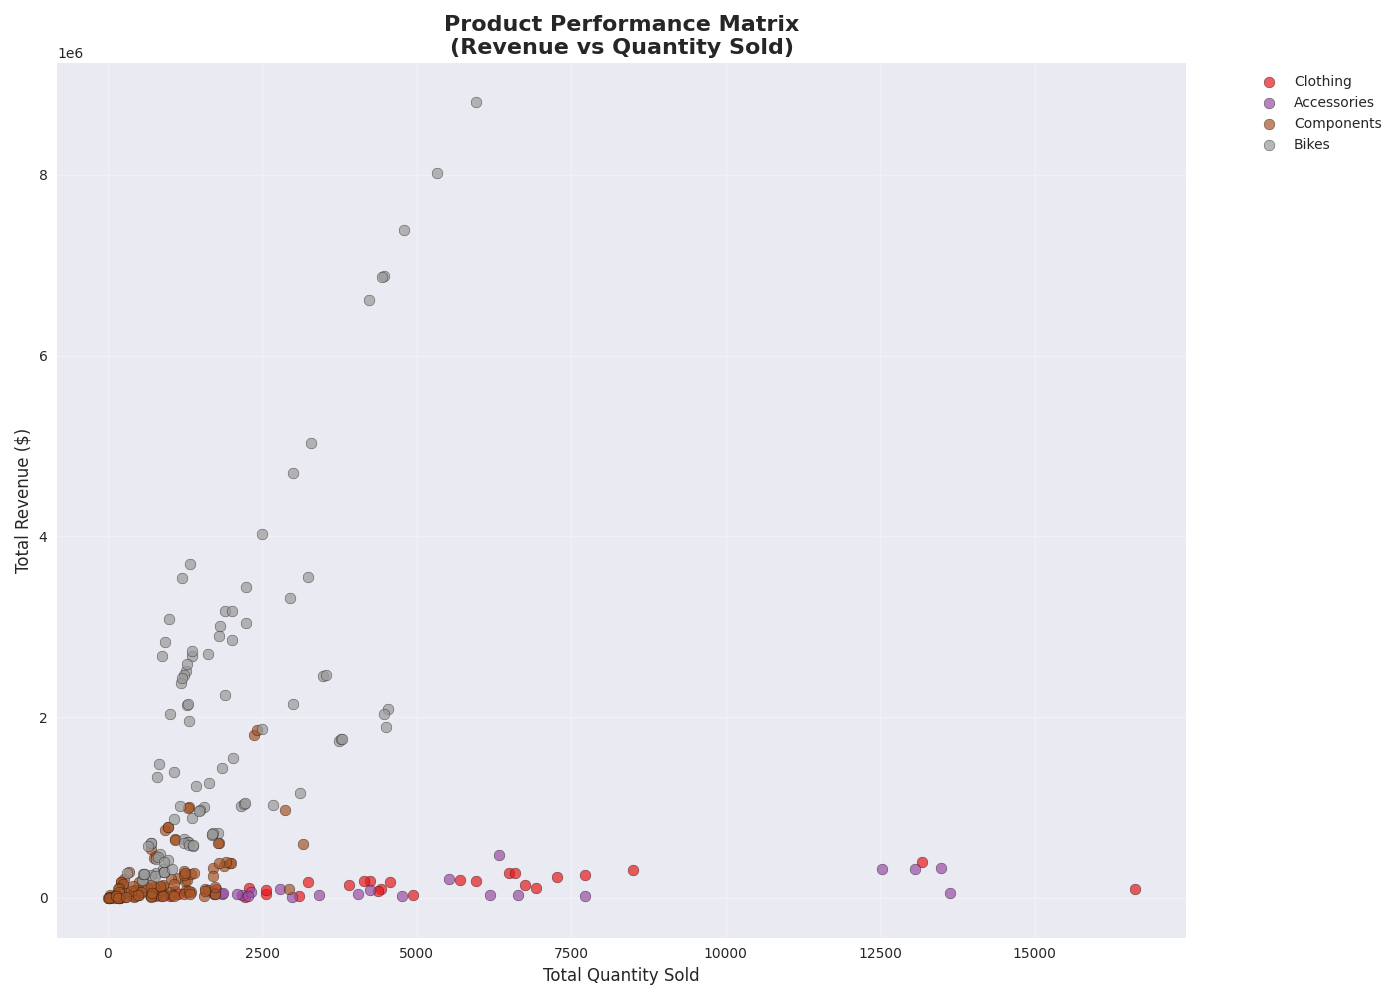 Product Performance Matrix
(Revenue vs Quantity Sold)
1e6
Clothing
Accessories
Components
Bikes
8
6
4
2
0
Total Revenue ($)
0
2500
5000
7500
10000
12500
15000
Total Quantity Sold